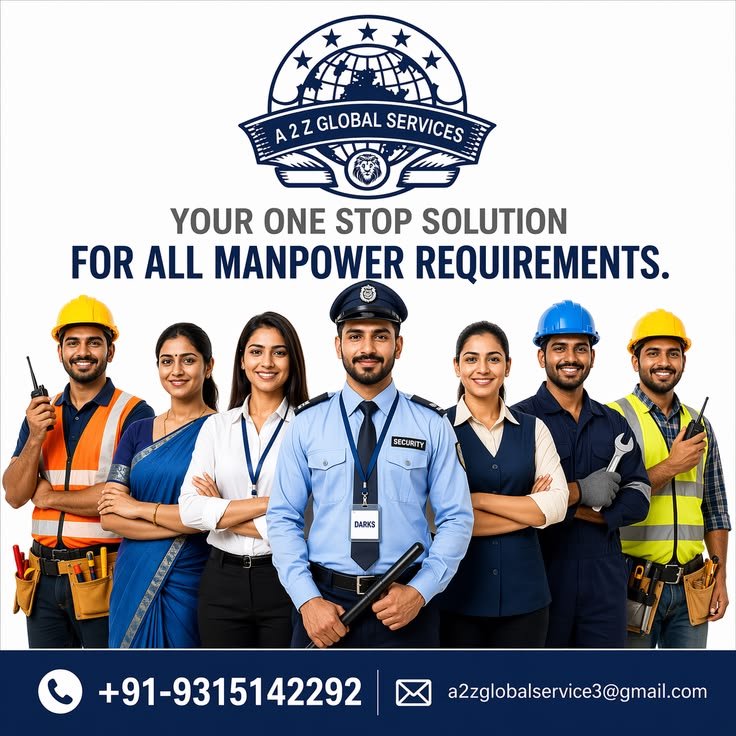 A 2 Z GLOBAL SERVICES
YOUR ONE STOP SOLUTION
FOR ALL MANPOWER REQUIREMENTS.
SECURITY
DARKS
+91-9315142292
a2zglobalservice3@gmail.com